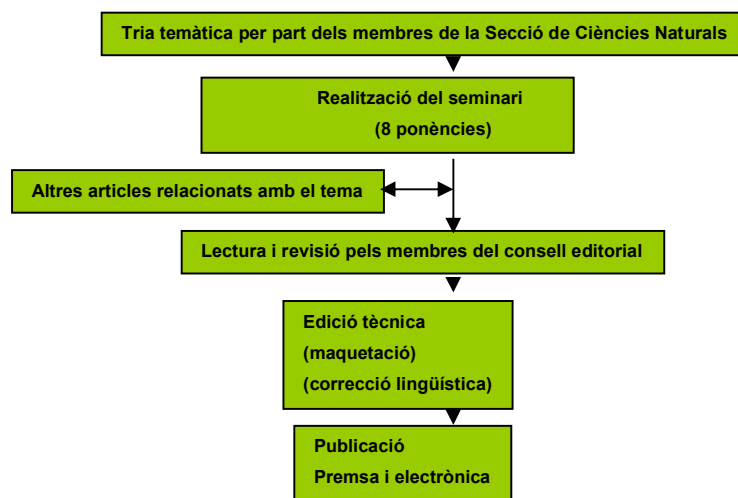 Tria temàtica per part dels membres de la Secció de Ciències Naturals
Realització del seminari
(8 ponències)
Altres articles relacionats amb el tema
Lectura i revisió pels membres del consell editorial
Edició tècnica
(maquetació)
(correcció lingüística)
Publicació
Premsa i electrònica